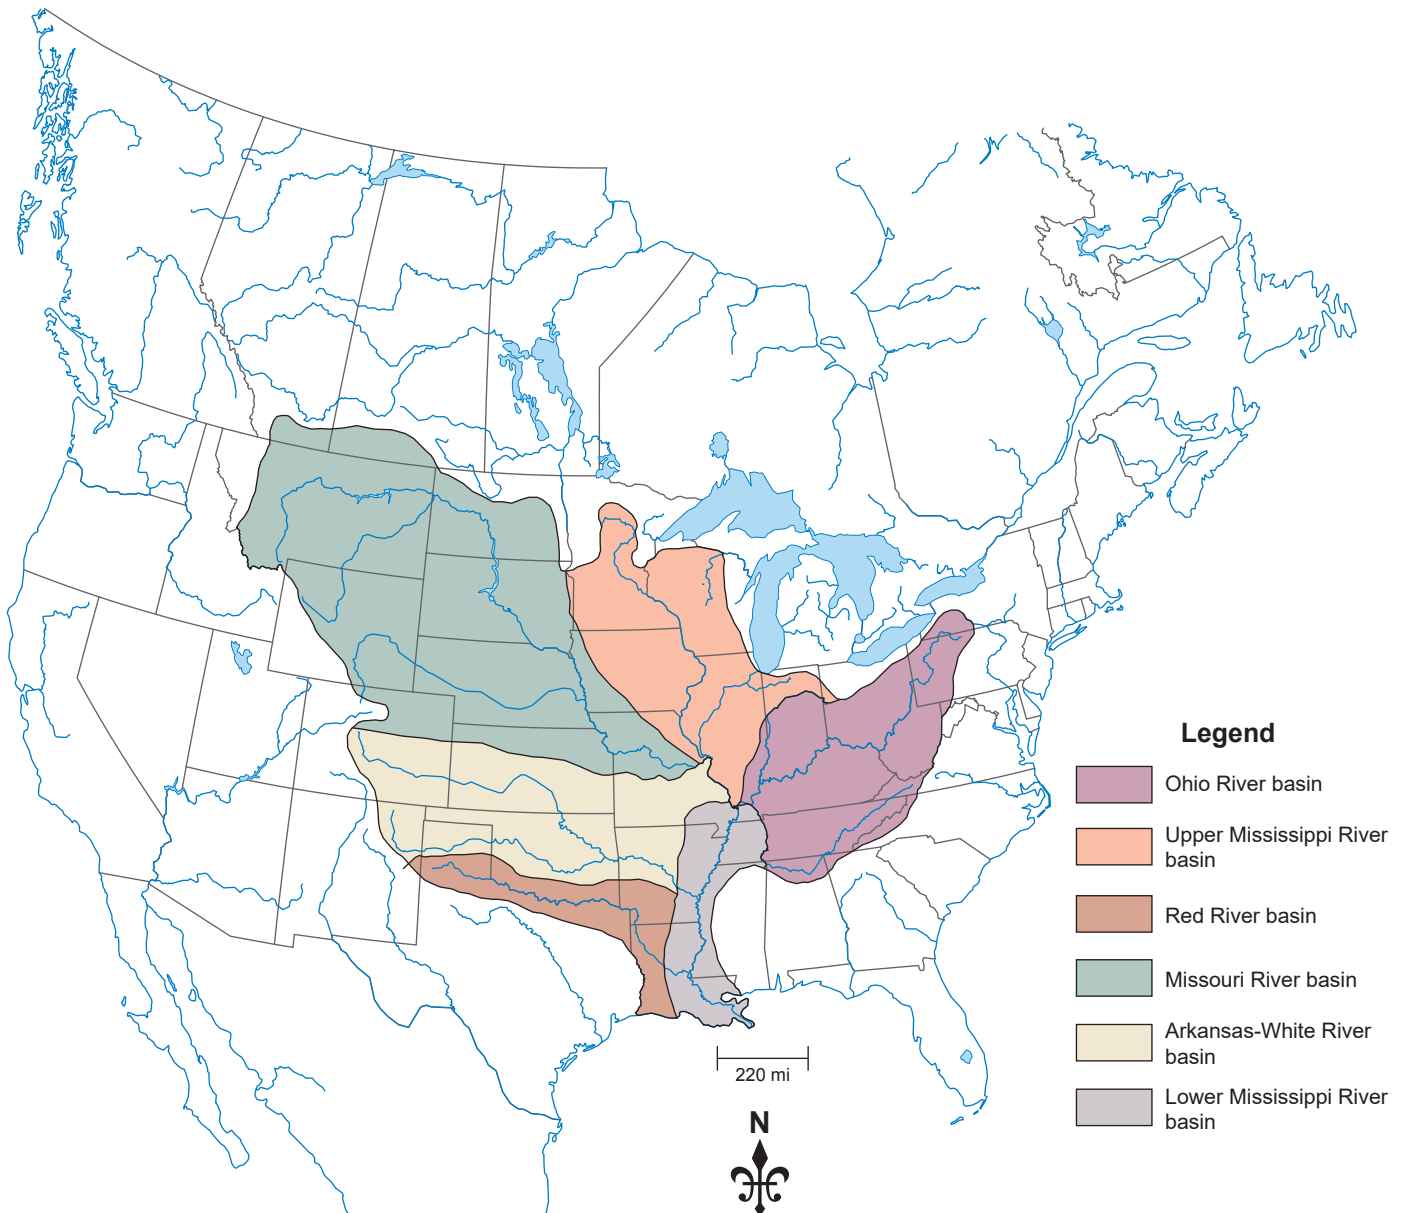 Legend
Ohio River basin
Upper Mississippi River
basin
Red River basin
Missouri River basin
Arkansas-White River
basin
Lower Mississippi River
basin
220 mi
N